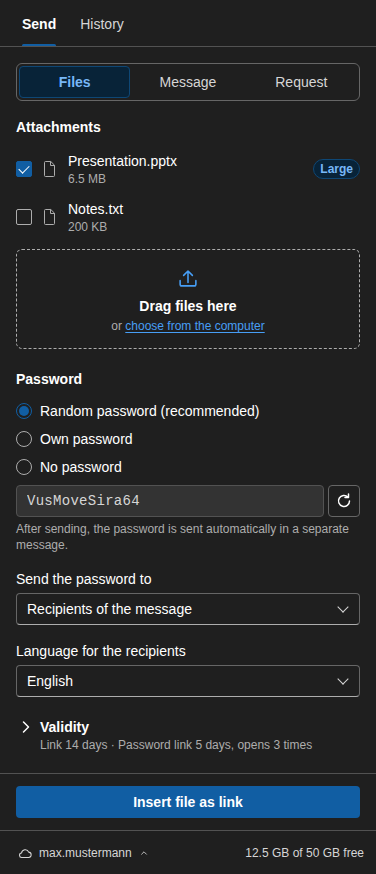 Send History
Files Message Request
Attachments
Presentation.pptx
6.5 MB
Large
Notes.txt
200 KB
Drag files here
or choose from the computer
Password
Random password (recommended)
Own password
No password
VusMoveSira64
After sending, the password is sent automatically in a separate
message.
Send the password to
Recipients of the message
Language for the recipients
English
Validity
Link 14 days · Password link 5 days, opens 3 times
Insert file as link
max.mustermann 12.5 GB of 50 GB free